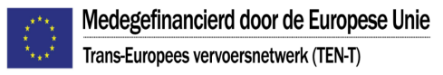 Medegefinancierd door de Europese Unie
Trans-Europees vervoersnetwerk (TEN-T)